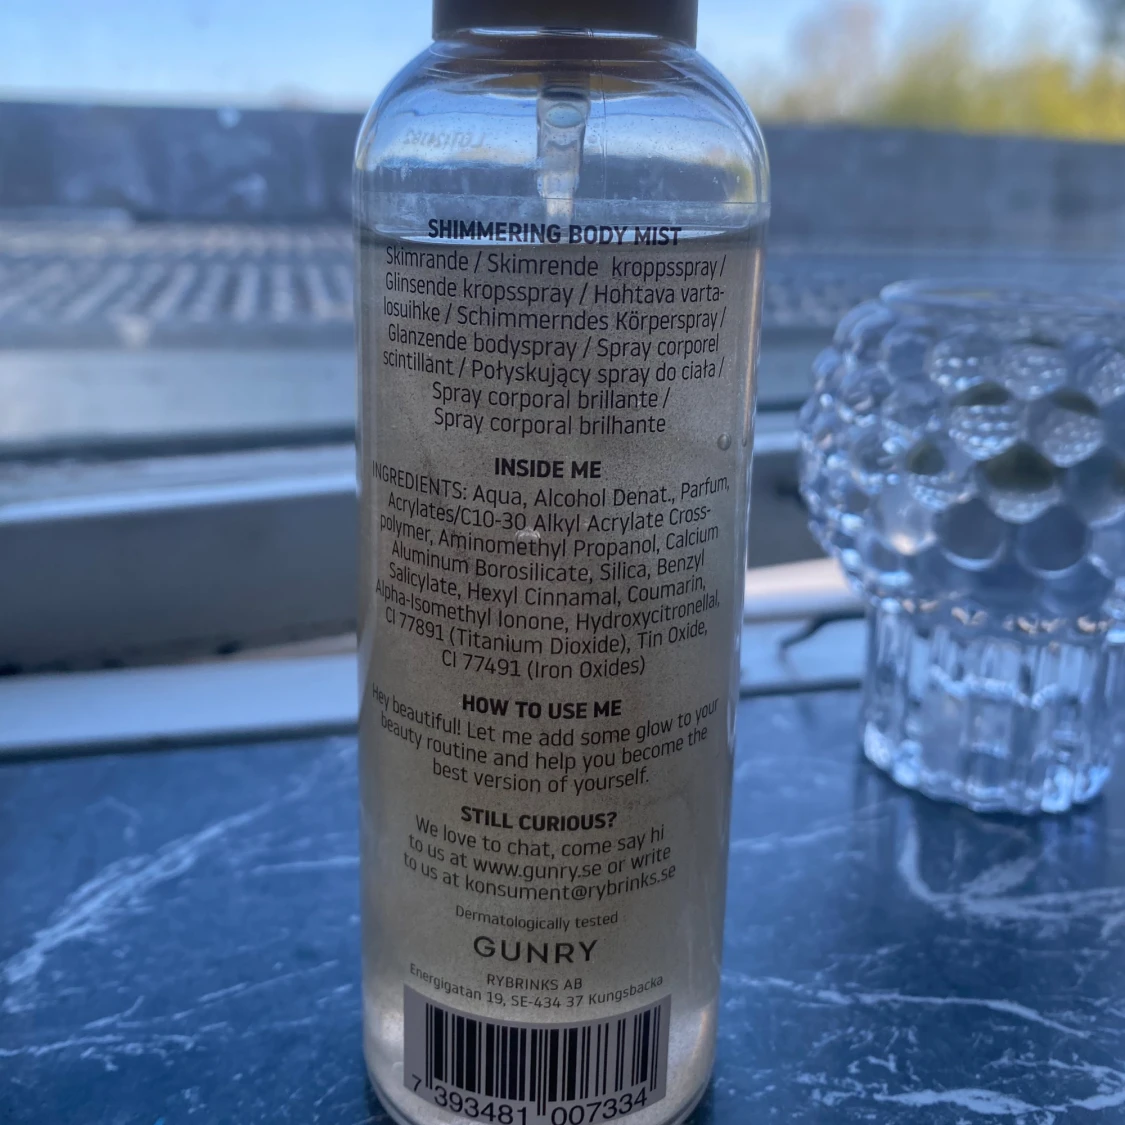 SHIMMERING BODY MIST
Skimrande / Skimrende kroppsspray /
Glinsende kropsspray / Hohtava varta-
losuihke / Schimmerndes Körperspray /
Glanzende bodyspray / Spray corporel
scintillant / Połyskujący spray do ciała /
Spray corporal brillante /
Spray corporal brilhante
INSIDE ME
INGREDIENTS: Aqua, Alcohol Denat., Parfum,
Acrylates/C10-30 Alkyl Acrylate Cross-
polymer, Aminomethyl Propanol, Calcium
Aluminum Borosilicate, Silica, Benzyl
Salicylate, Hexyl Cinnamal, Coumarin,
Alpha-Isomethyl Ionone, Hydroxycitronellal,
CI 77891 (Titanium Dioxide), Tin Oxide,
CI 77491 (Iron Oxides)
HOW TO USE ME
Hey beautiful! Let me add some glow to your
beauty routine and help you become the
best version of yourself.
STILL CURIOUS?
We love to chat, come say hi
to us at www.gunry.se or write
to us at konsument@rybrinks.se
Dermatologically tested
GUNRY
RYBRINKS AB
Energigatan 19, SE-434 37 Kungsbacka
7 393481 007334